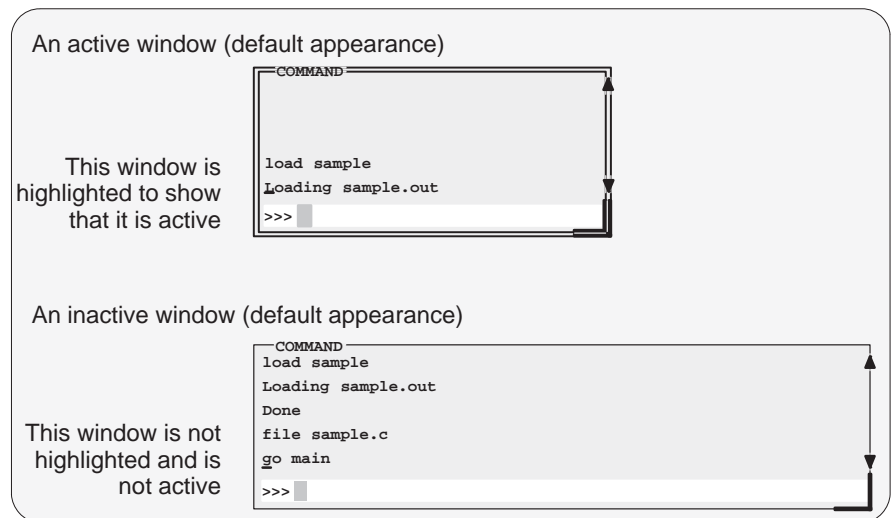 An active window (default appearance)
COMMAND
This window is
highlighted to show
that it is active
load sample
Loading sample.out
>>>
An inactive window (default appearance)
COMMAND
load sample
Loading sample.out
Done
file sample.c
go main
This window is not
highlighted and is
not active
>>>